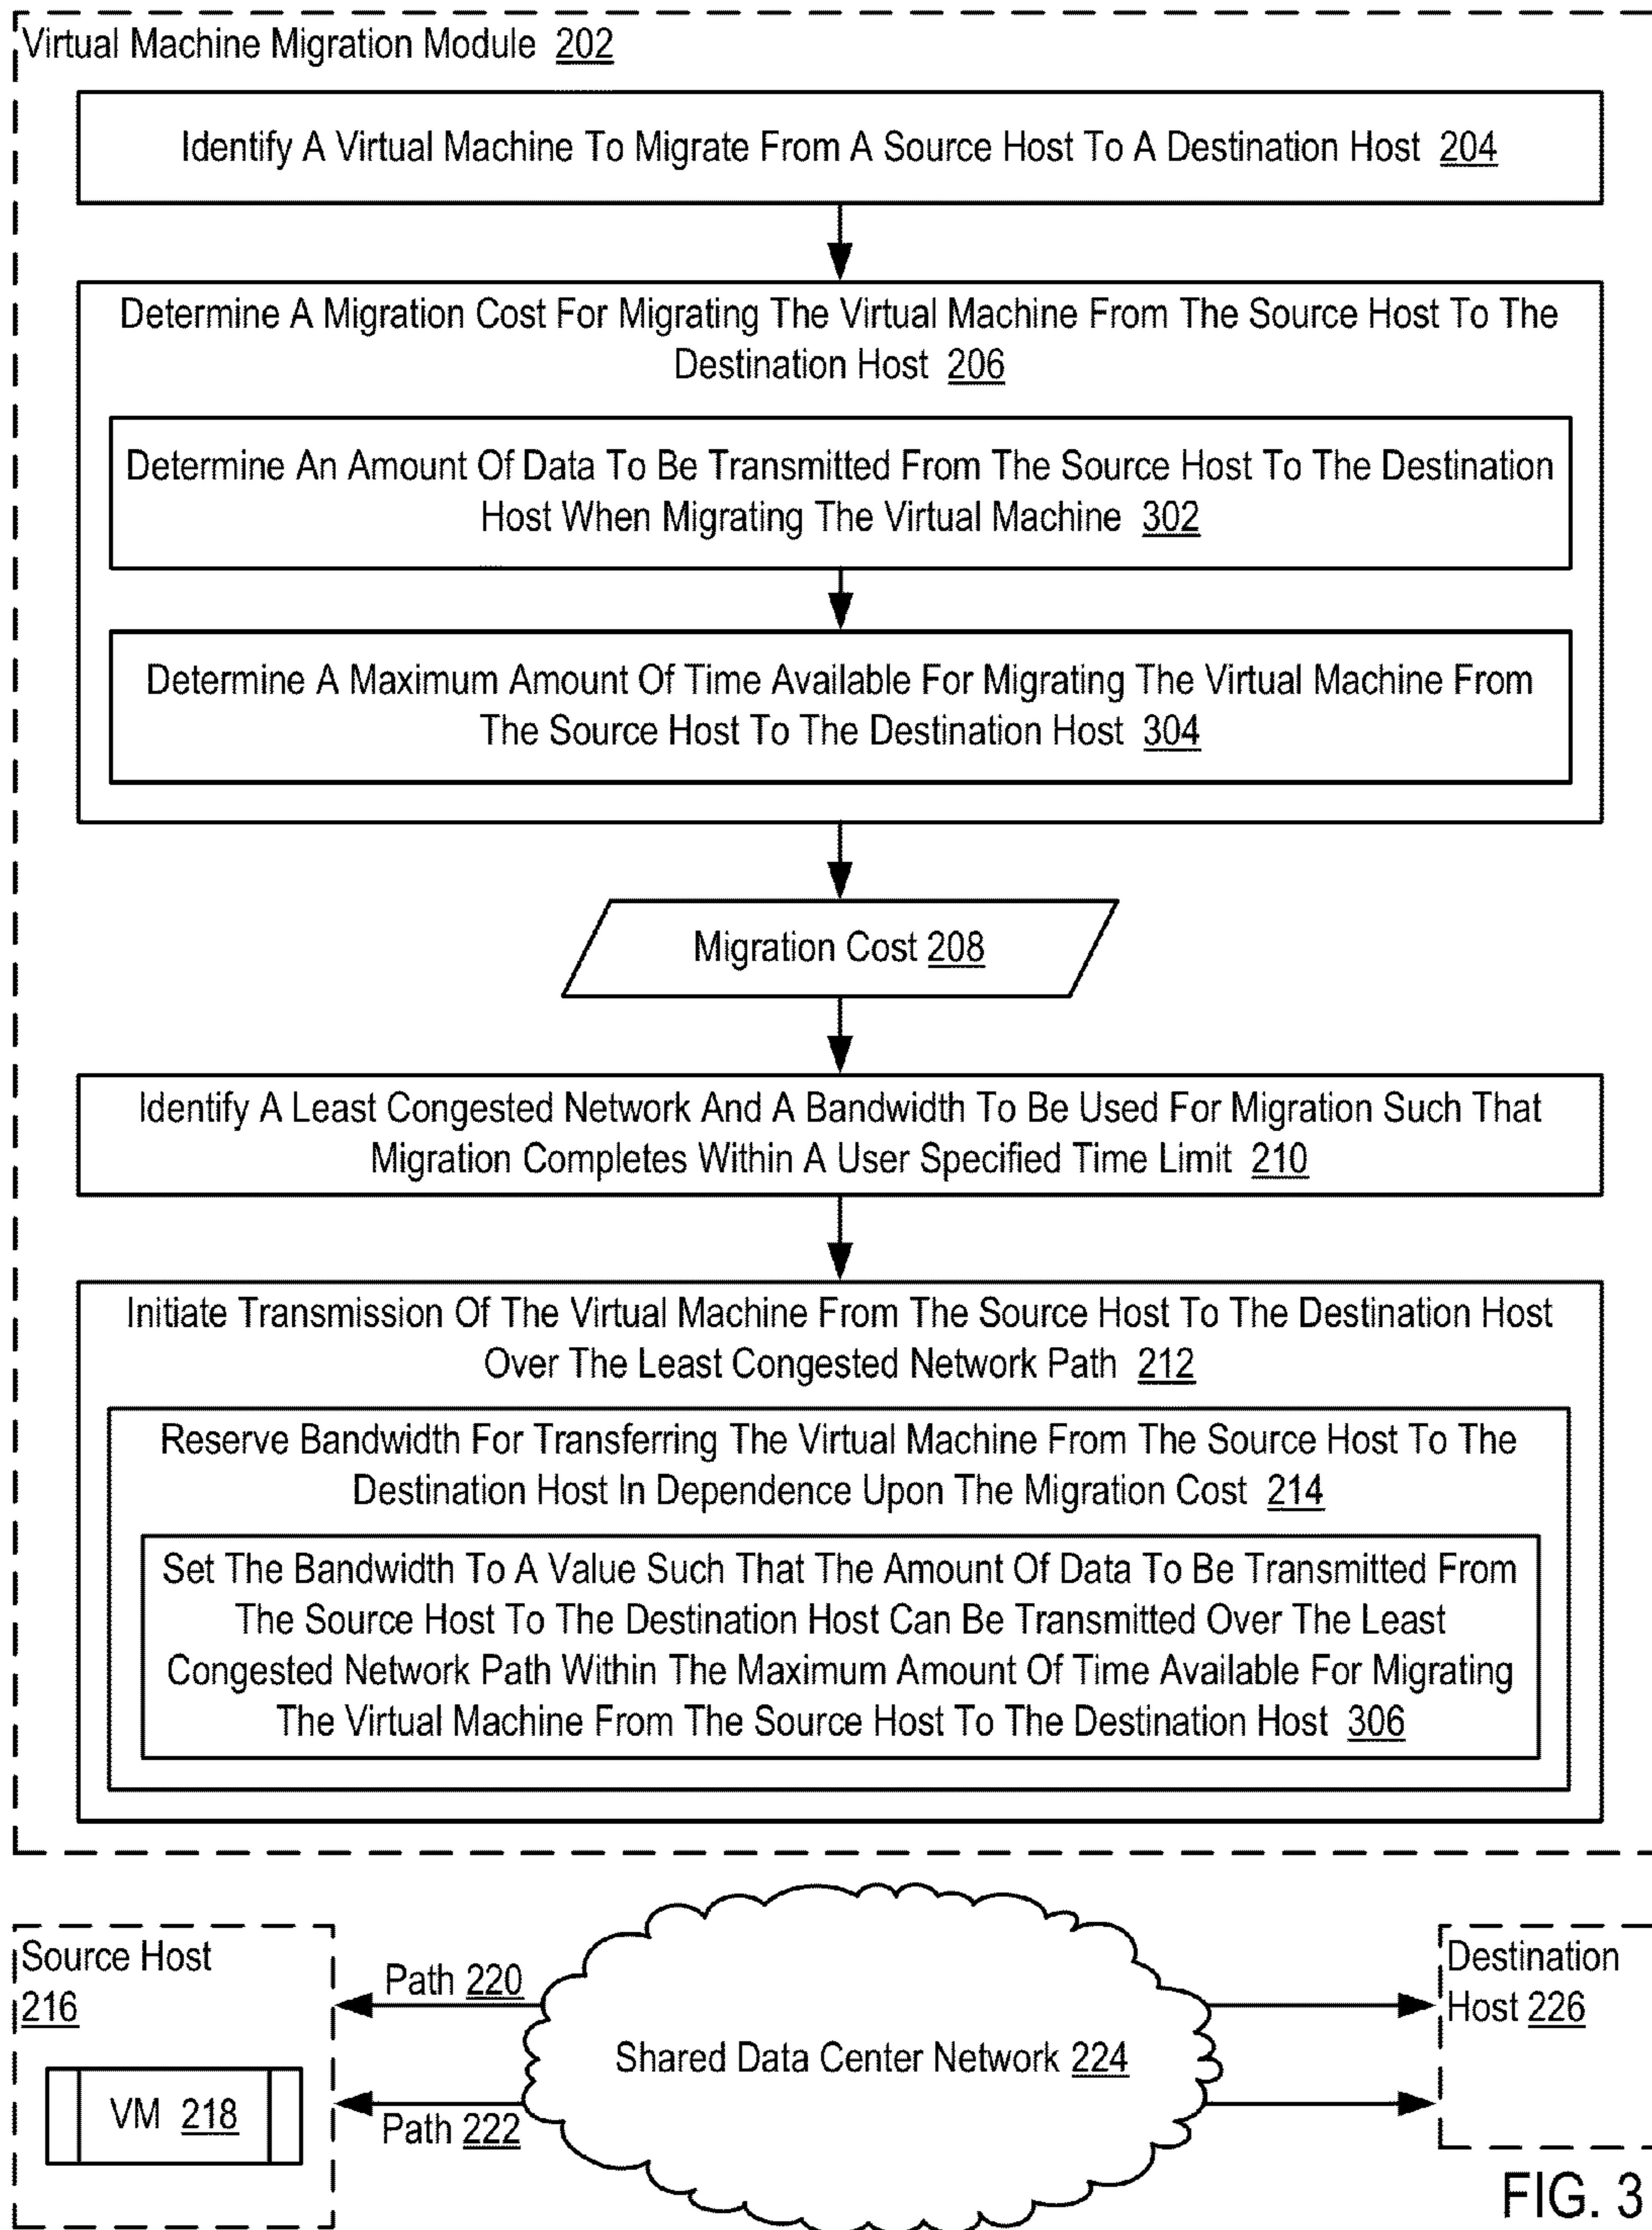 Virtual Machine Migration Module 202
Identify A Virtual Machine To Migrate From A Source Host To A Destination Host 204
Determine A Migration Cost For Migrating The Virtual Machine From The Source Host To The
Destination Host 206
Determine An Amount Of Data To Be Transmitted From The Source Host To The Destination
Host When Migrating The Virtual Machine 302
Determine A Maximum Amount Of Time Available For Migrating The Virtual Machine From
The Source Host To The Destination Host 304
Migration Cost 208
Identify A Least Congested Network And A Bandwidth To Be Used For Migration Such That
Migration Completes Within A User Specified Time Limit 210
Initiate Transmission Of The Virtual Machine From The Source Host To The Destination Host
Over The Least Congested Network Path 212
Reserve Bandwidth For Transferring The Virtual Machine From The Source Host To The
Destination Host In Dependence Upon The Migration Cost 214
Set The Bandwidth To A Value Such That The Amount Of Data To Be Transmitted From
The Source Host To The Destination Host Can Be Transmitted Over The Least
Congested Network Path Within The Maximum Amount Of Time Available For Migrating
The Virtual Machine From The Source Host To The Destination Host 306
Source Host
216
VM 218
Path 220
Path 222
Shared Data Center Network 224
Destination
Host 226
FIG. 3